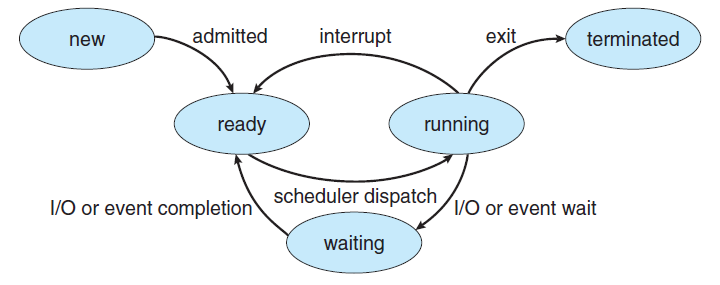 new
admitted
interrupt
exit
terminated
ready
running
scheduler dispatch
I/O or event completion
I/O or event wait
waiting